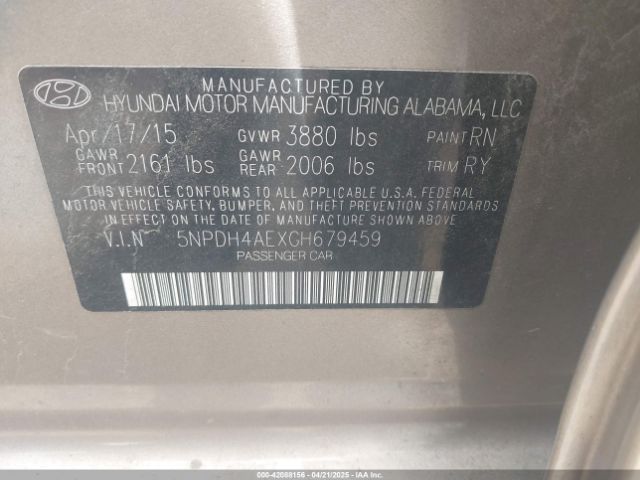 MANUFACTURED BY
HYUNDAI MOTOR MANUFACTURING ALABAMA, LLC
Apr/17/15 GVWR 3880 lbs PAINT RN
GAWR FRONT 2161 lbs GAWR REAR 2006 lbs TRIM RY
THIS VEHICLE CONFORMS TO ALL APPLICABLE U.S.A. FEDERAL
MOTOR VEHICLE SAFETY, BUMPER, AND THEFT PREVENTION STANDARDS
IN EFFECT ON THE DATE OF MANUFACTURE SHOWN ABOVE.
V.I.N 5NPDH4AEXGH679459
PASSENGER CAR
000-42088156 - 04/21/2025 - COPYRIGHT IAA, LLC.